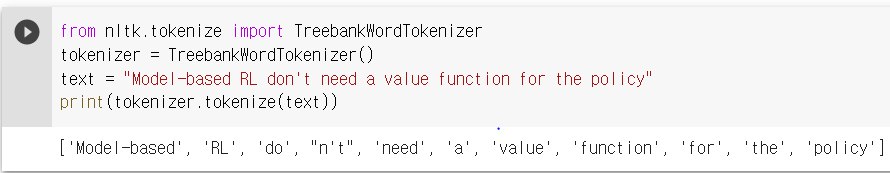 from nltk.tokenize import TreebankWordTokenizer
tokenizer = TreebankWordTokenizer()
text = "Model-based RL don't need a value function for the policy"
print(tokenizer.tokenize(text))
['Model-based', 'RL', 'do', "n't", 'need', 'a', 'value', 'function', 'for', 'the', 'policy']